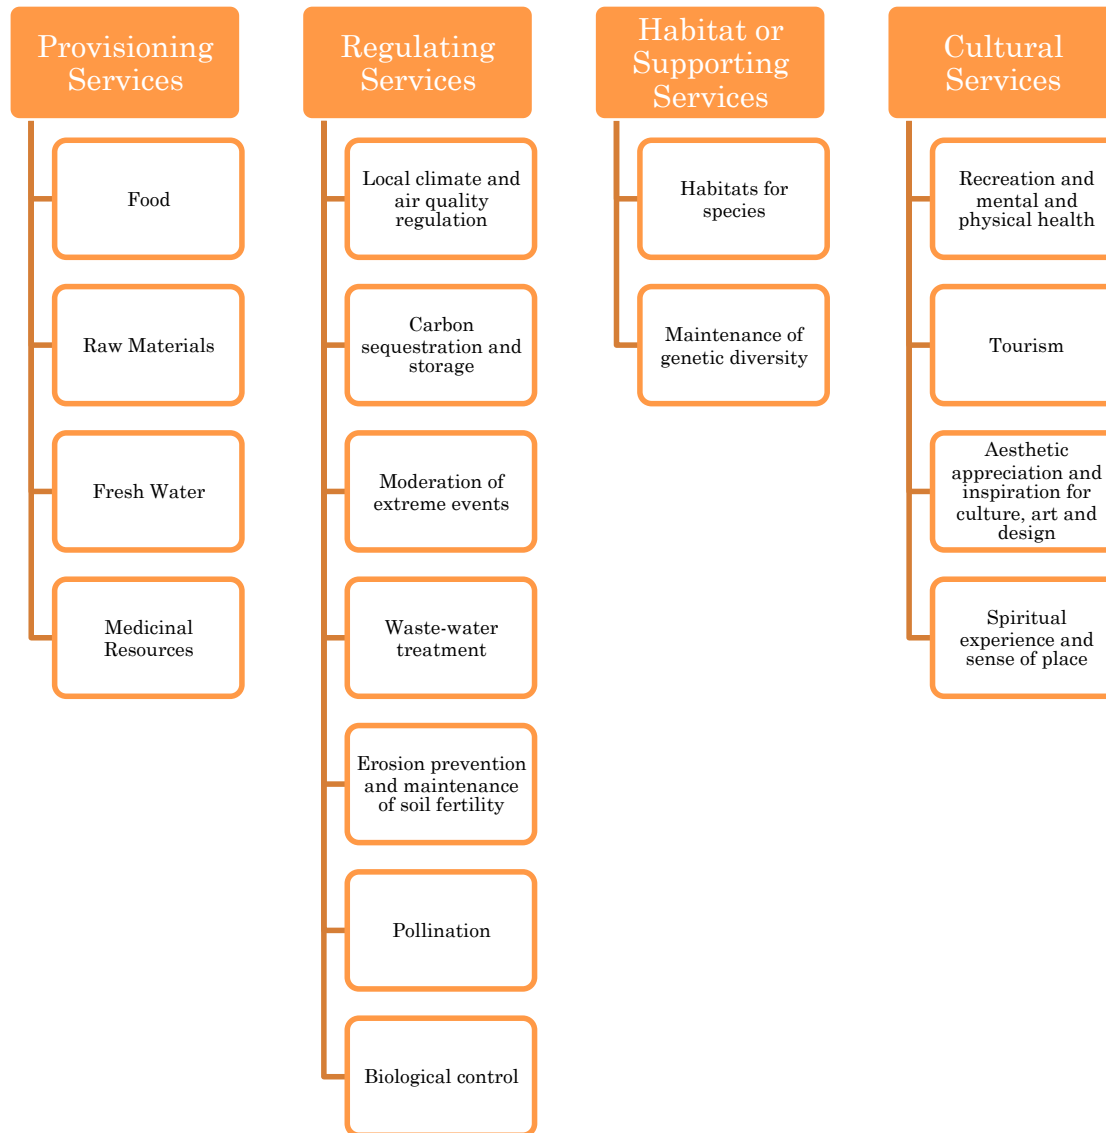 Provisioning
Services
Food
Raw Materials
Fresh Water
Medicinal
Resources
Regulating
Services
Local climate and
air quality
regulation
Carbon
sequestration and
storage
Moderation of
extreme events
Waste-water
treatment
Erosion prevention
and maintenance
of soil fertility
Pollination
Biological control
Habitat or
Supporting
Services
Habitats for
species
Maintenance of
genetic diversity
Cultural
Services
Recreation and
mental and
physical health
Tourism
Aesthetic
appreciation and
inspiration for
culture, art and
design
Spiritual
experience and
sense of place